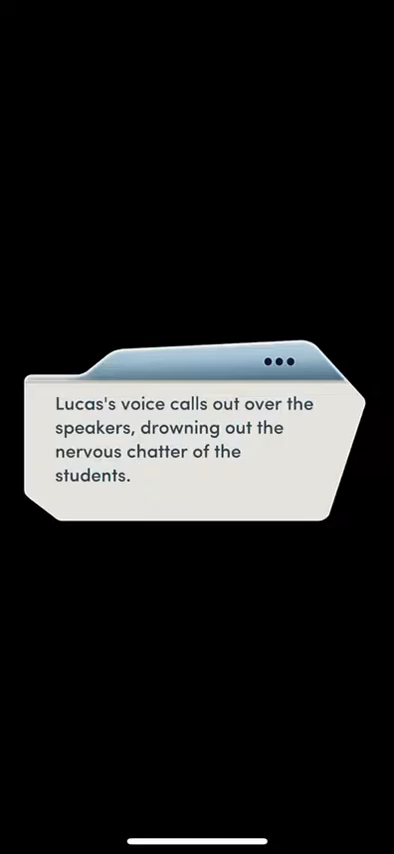 Lucas's voice calls out over the
speakers, drowning out the
nervous chatter of the
students.